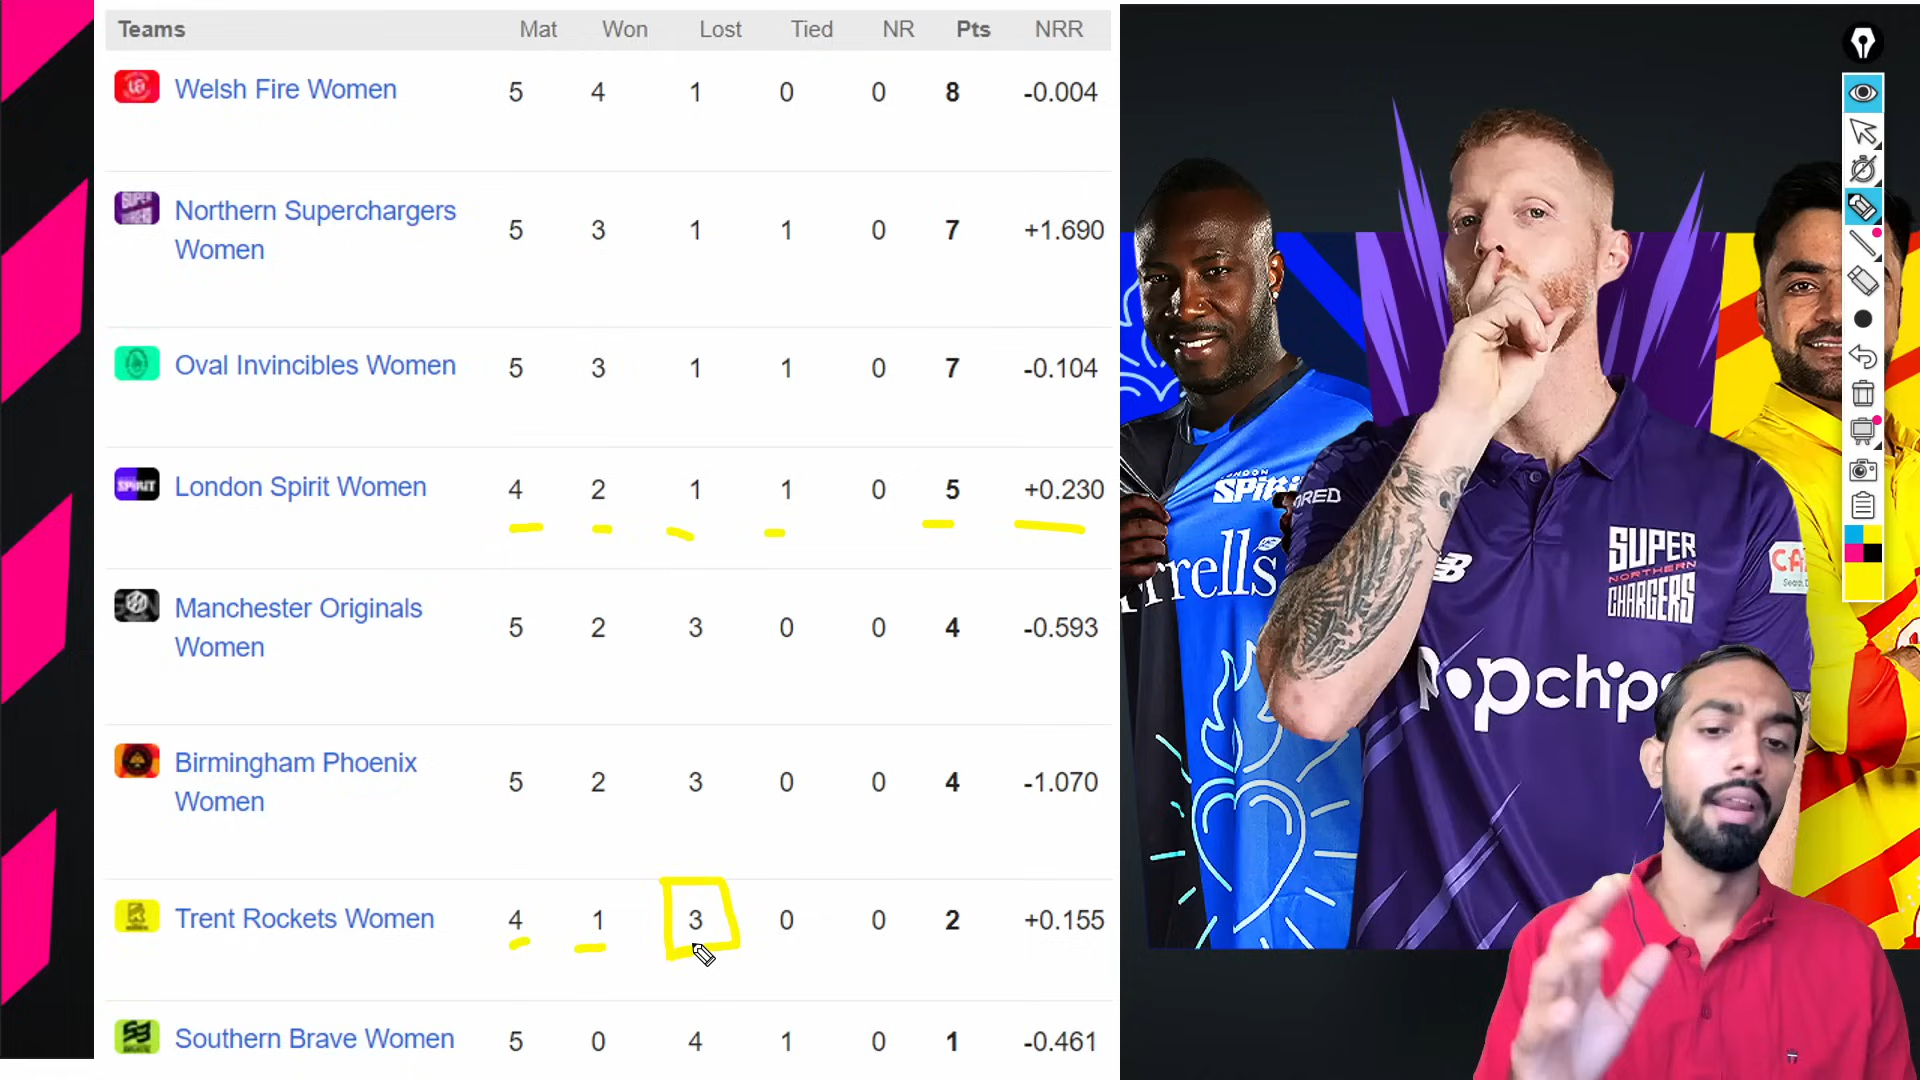 Teams Mat Won Lost Tied NR Pts NRR
Welsh Fire Women 5 4 1 0 0 8 -0.004
Northern Superchargers
Women 5 3 1 1 0 7 +1.690
Oval Invincibles Women 5 3 1 1 0 7 -0.104
SPIRIT London Spirit Women 4 2 1 1 0 5 +0.230
Manchester Originals
Women 5 2 3 0 0 4 -0.593
Birmingham Phoenix
Women 5 2 3 0 0 4 -1.070
Trent Rockets Women 4 1 3 0 0 2 +0.155
Southern Brave Women 5 0 4 1 0 1 -0.461
SUPER
NORTHERN
CHARGERS
popchips